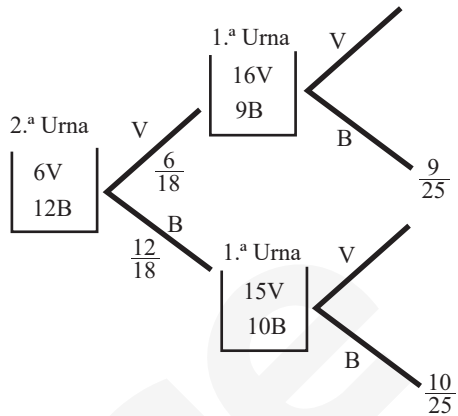 1.ª Urna
V
16V
9B
B
9/25
2.ª Urna
V
6V
12B
6/18
B
12/18
1.ª Urna
V
15V
10B
B
10/25